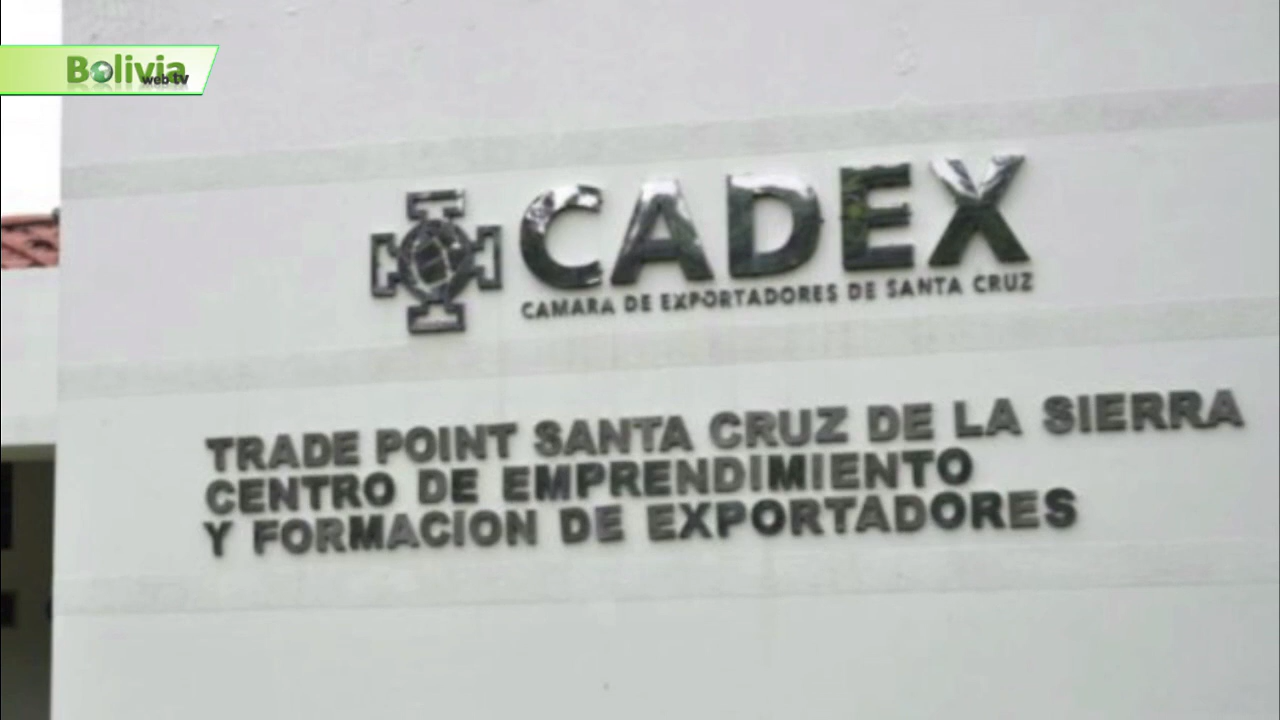 Bolivia
web tv
CADEX
CAMARA DE EXPORTADORES DE SANTA CRUZ
TRADE POINT SANTA CRUZ DE LA SIERRA
CENTRO DE EMPRENDIMIENTO
Y FORMACION DE EXPORTADORES